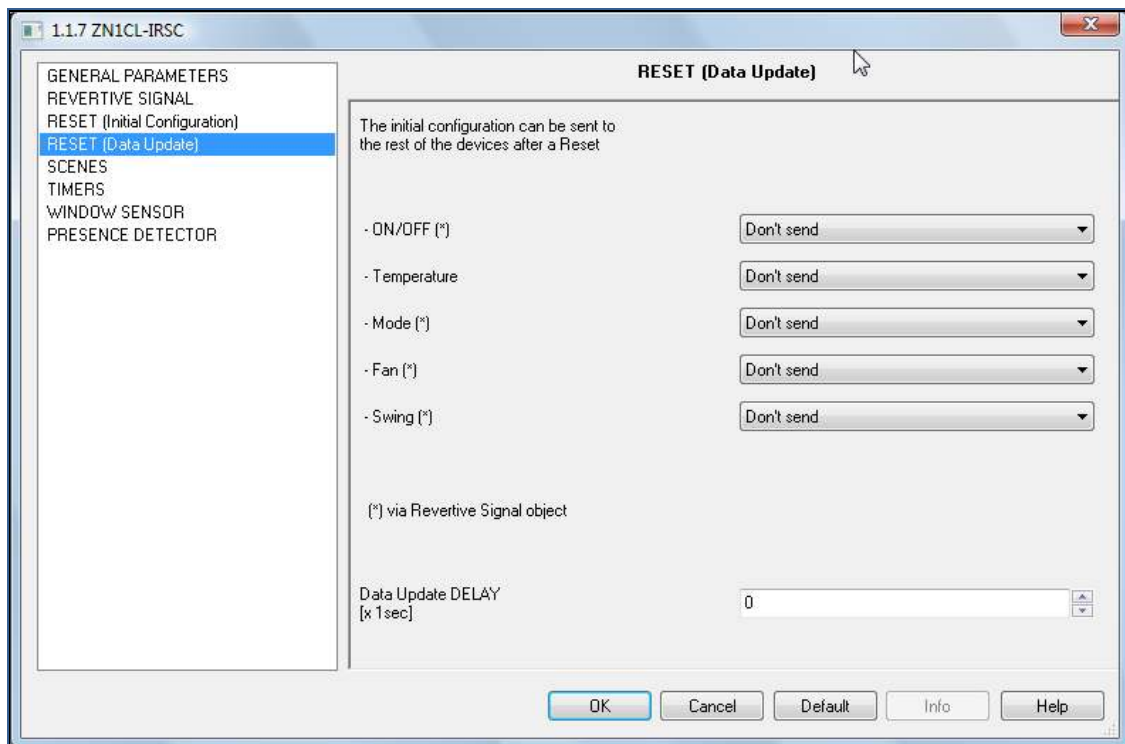 1.1.7 ZN1CL-IRSC
GENERAL PARAMETERS
REVERTIVE SIGNAL
RESET (Initial Configuration)
RESET (Data Update)
SCENES
TIMERS
WINDOW SENSOR
PRESENCE DETECTOR
RESET (Data Update)
The initial configuration can be sent to
the rest of the devices after a Reset
- ON/OFF (*) Don't send
- Temperature Don't send
- Mode (*) Don't send
- Fan (*) Don't send
- Swing (*) Don't send
(*) via Revertive Signal object
Data Update DELAY
[x 1sec]
0
OK Cancel Default Info Help